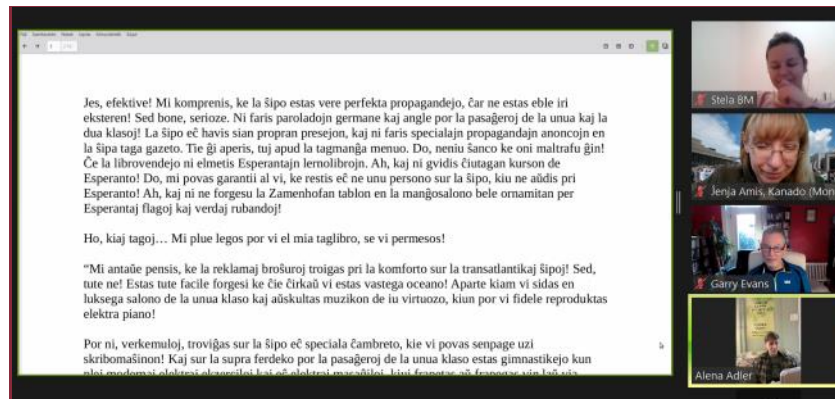 Jes, efektive! Mi komprenis, ke la ŝipo estas vere perfekta propagandejo, ĉar ne estas eble iri
eksteren! Sed bone, serioze. Ni faris paroladojn germane kaj angle por la pasaĝeroj de la unua kaj la
dua klasoj! La ŝipo eĉ havis sian propran presejon, kaj ni faris specialajn propagandajn anoncojn en
la ŝipa taga gazeto. Tie ĝi aperis, tuj apud la tagmanĝa menuo. Do, neniu ŝanco ke oni maltrafu ĝin!
Ĉe la librovendejo ni elmetis Esperantajn lernolibrojn. Ah, kaj ni gvidis ĉiutagan kurson de
Esperanto! Do, mi povas garantii al vi, ke restis eĉ ne unu persono sur la ŝipo, kiu ne aŭdis pri
Esperanto! Ah, kaj ni ne forgesu la Zamenhofan tablon en la manĝosalono bele ornamitan per
Esperantaj flagoj kaj verdaj rubandoj!
Ho, kiaj tagoj… Mi plue legos por vi el mia taglibro, se vi permesos!
“Mi antaŭe pensis, ke la reklamaj broŝuroj troigas pri la komforto sur la transatlantikaj ŝipoj! Sed,
tute ne! Estas tute facile forgesi ke ĉie ĉirkaŭ vi estas vastega oceano! Aparte kiam vi sidas en
luksega salono de la unua klaso kaj aŭskultas muzikon de iu virtuozo, kiun por vi fidele reproduktas
elektra piano!
Por ni, verkemuloj, troviĝas sur la ŝipo eĉ speciala ĉambreto, kie vi povas senpage uzi
skribomaŝinon! Kaj sur la supra ferdeko por la pasaĝeroj de la unua klaso estas gimnastikejo kun
Stela BM
Jenja Amis, Kanado (Mon
Garry Evans
Alena Adler